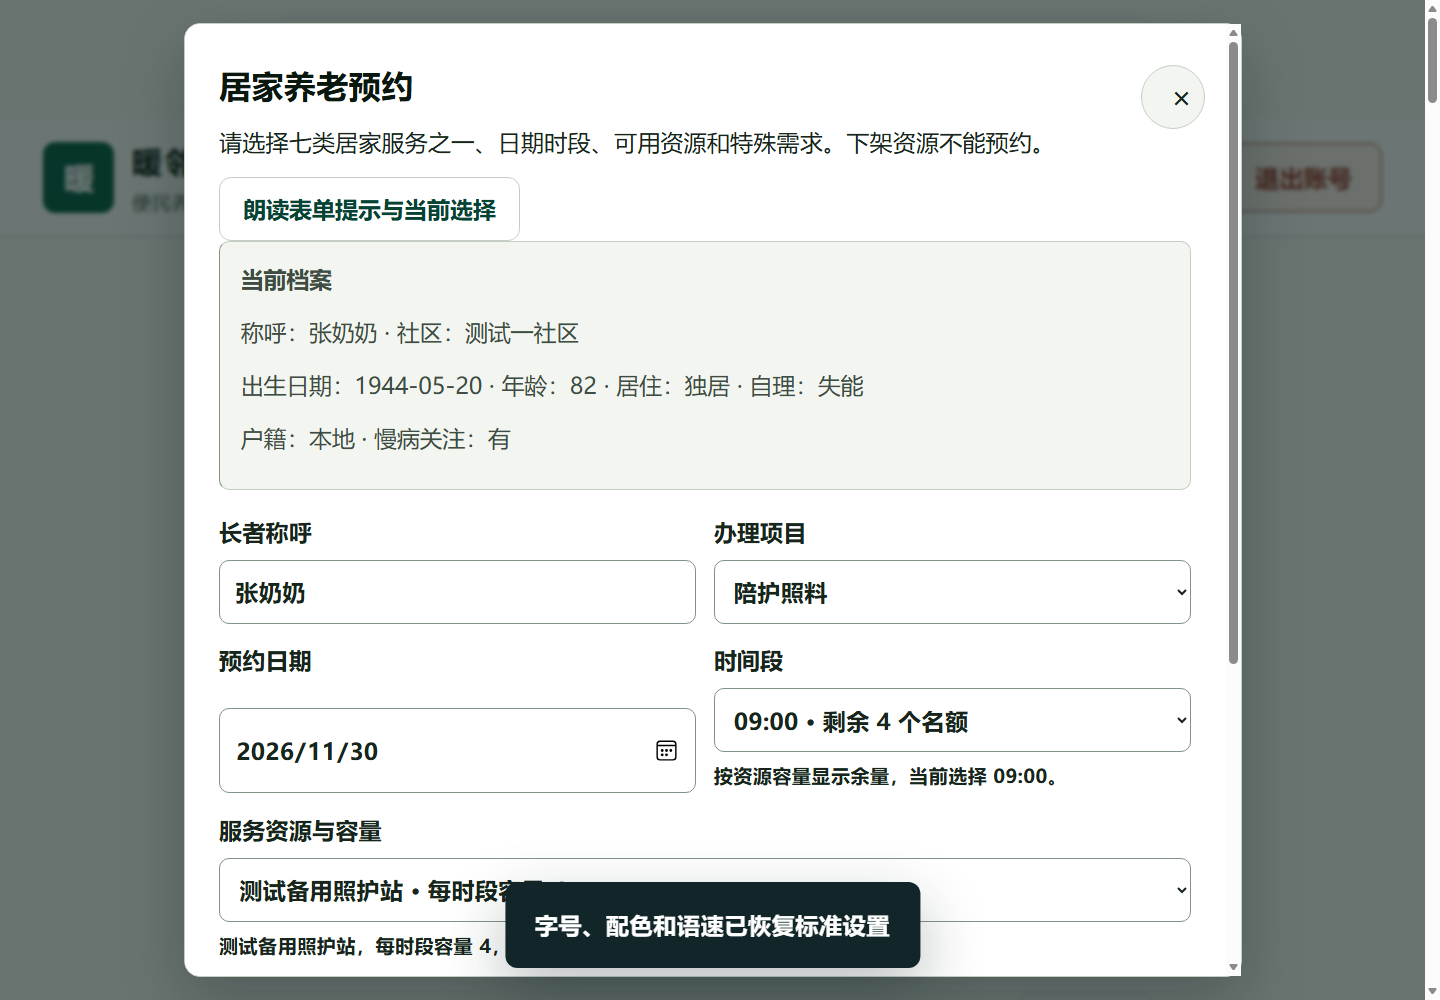 居家养老预约
请选择七类居家服务之一、日期时段、可用资源和特殊需求。下架资源不能预约。
朗读表单提示与当前选择
当前档案
称呼：张奶奶 · 社区：测试一社区
出生日期：1944-05-20 · 年龄：82 · 居住：独居 · 自理：失能
户籍：本地 · 慢病关注：有
长者称呼
张奶奶
办理项目
陪护照料
预约日期
2026/11/30
时间段
09:00 • 剩余 4 个名额
按资源容量显示余量，当前选择 09:00。
服务资源与容量
测试备用照护站 • 每时段容
测试备用照护站，每时段容量 4，
字号、配色和语速已恢复标准设置
暖
暖邻
便民养
退出账号